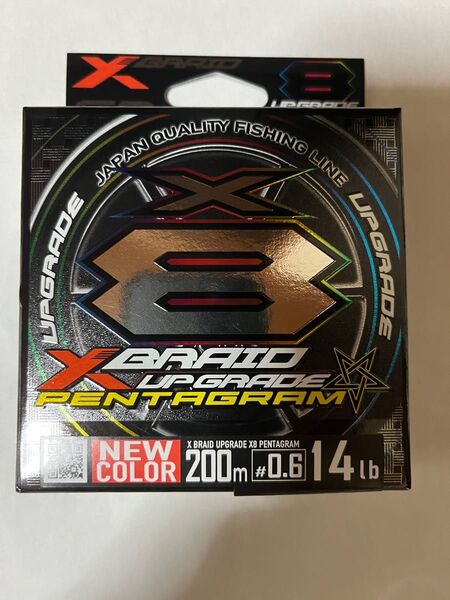 X BRAID
8
UPGRADE
JAPAN QUALITY FISHING LINE
UPGRADE
UPGRADE
X
8
X BRAID
UPGRADE
PENTAGRAM
NEW
COLOR
X BRAID UPGRADE X8 PENTAGRAM
200m #0.6 14lb